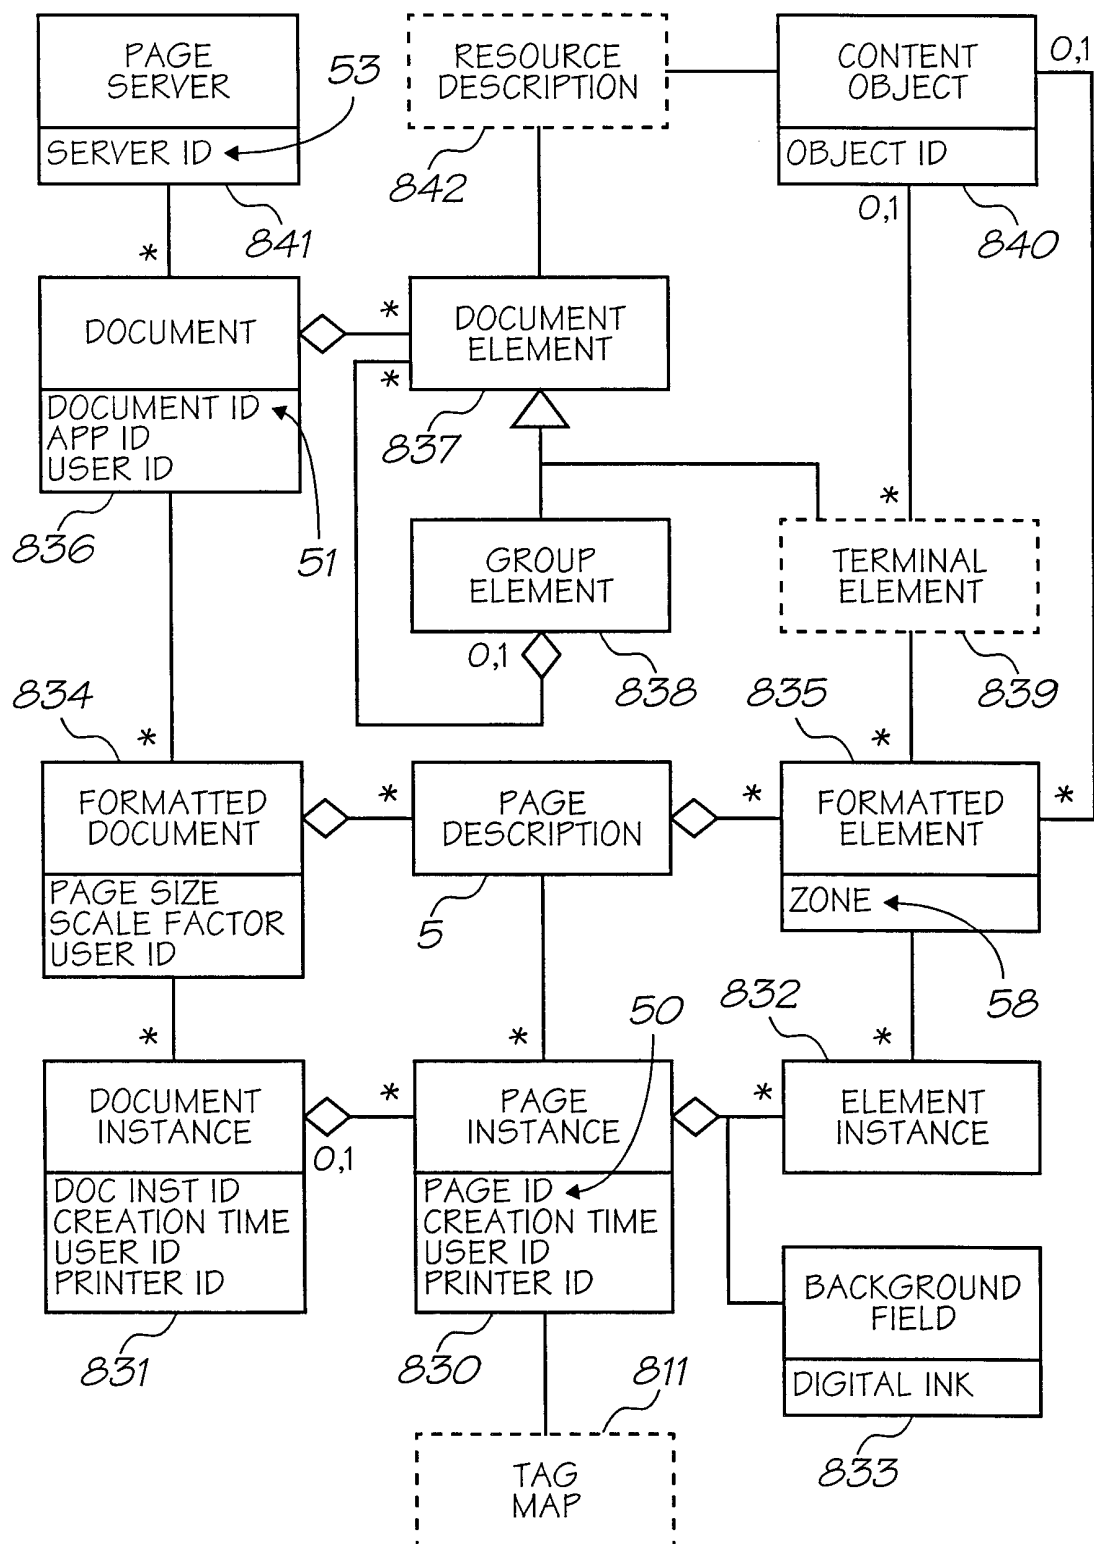 PAGE
SERVER
SERVER ID
53
841
RESOURCE
DESCRIPTION
842
CONTENT
OBJECT
OBJECT ID
0,1
0,1
840
*
DOCUMENT
DOCUMENT ID
APP ID
USER ID
836
51
*
*
DOCUMENT
ELEMENT
837
GROUP
ELEMENT
0,1
838
*
TERMINAL
ELEMENT
839
834
*
FORMATTED
DOCUMENT
PAGE SIZE
SCALE FACTOR
USER ID
*
PAGE
DESCRIPTION
5
835
*
*
*
FORMATTED
ELEMENT
ZONE
58
*
DOCUMENT
INSTANCE
0,1
DOC INST ID
CREATION TIME
USER ID
PRINTER ID
831
*
*
50
PAGE
INSTANCE
PAGE ID
CREATION TIME
USER ID
PRINTER ID
830
832
*
*
ELEMENT
INSTANCE
BACKGROUND
FIELD
DIGITAL INK
833
811
TAG
MAP